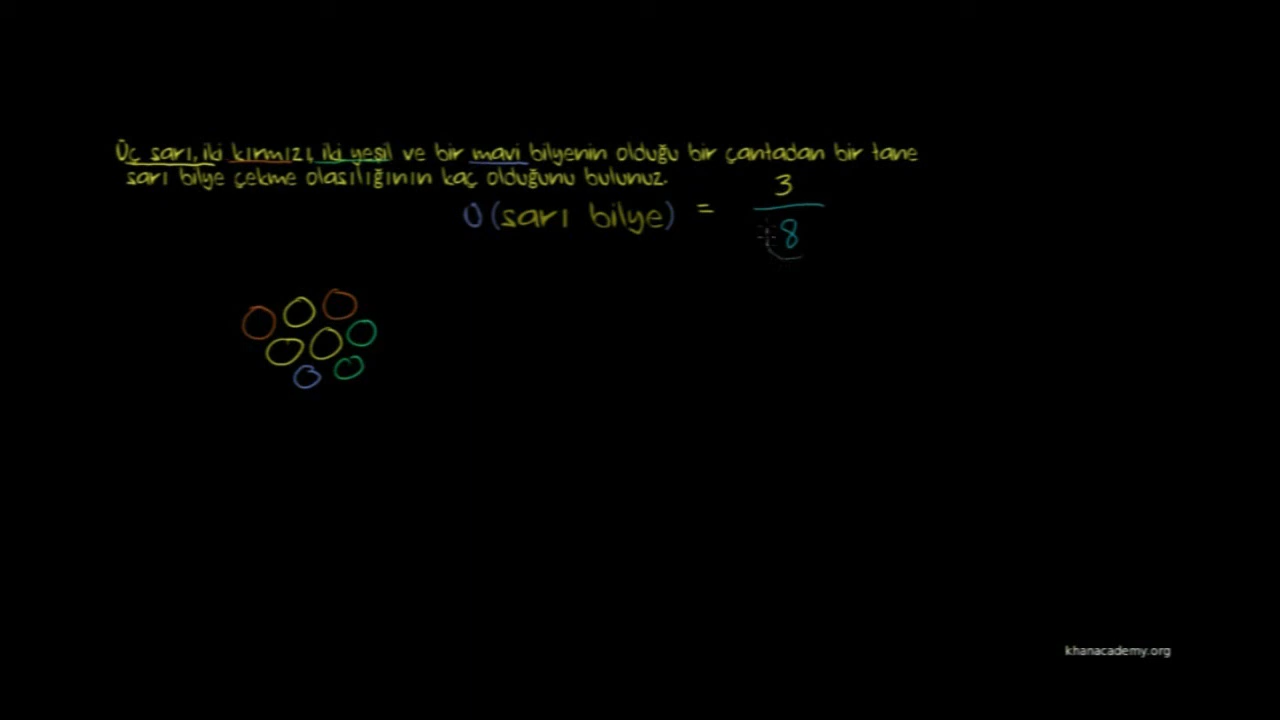 Üç sarı, iki kırmızı, iki yeşil ve bir mavi bilyenin olduğu bir çantadan bir tane
sarı bilye çekme olasılığının kaç olduğunu bulunuz.
O(sarı bilye) = 3/8
khanacademy.org